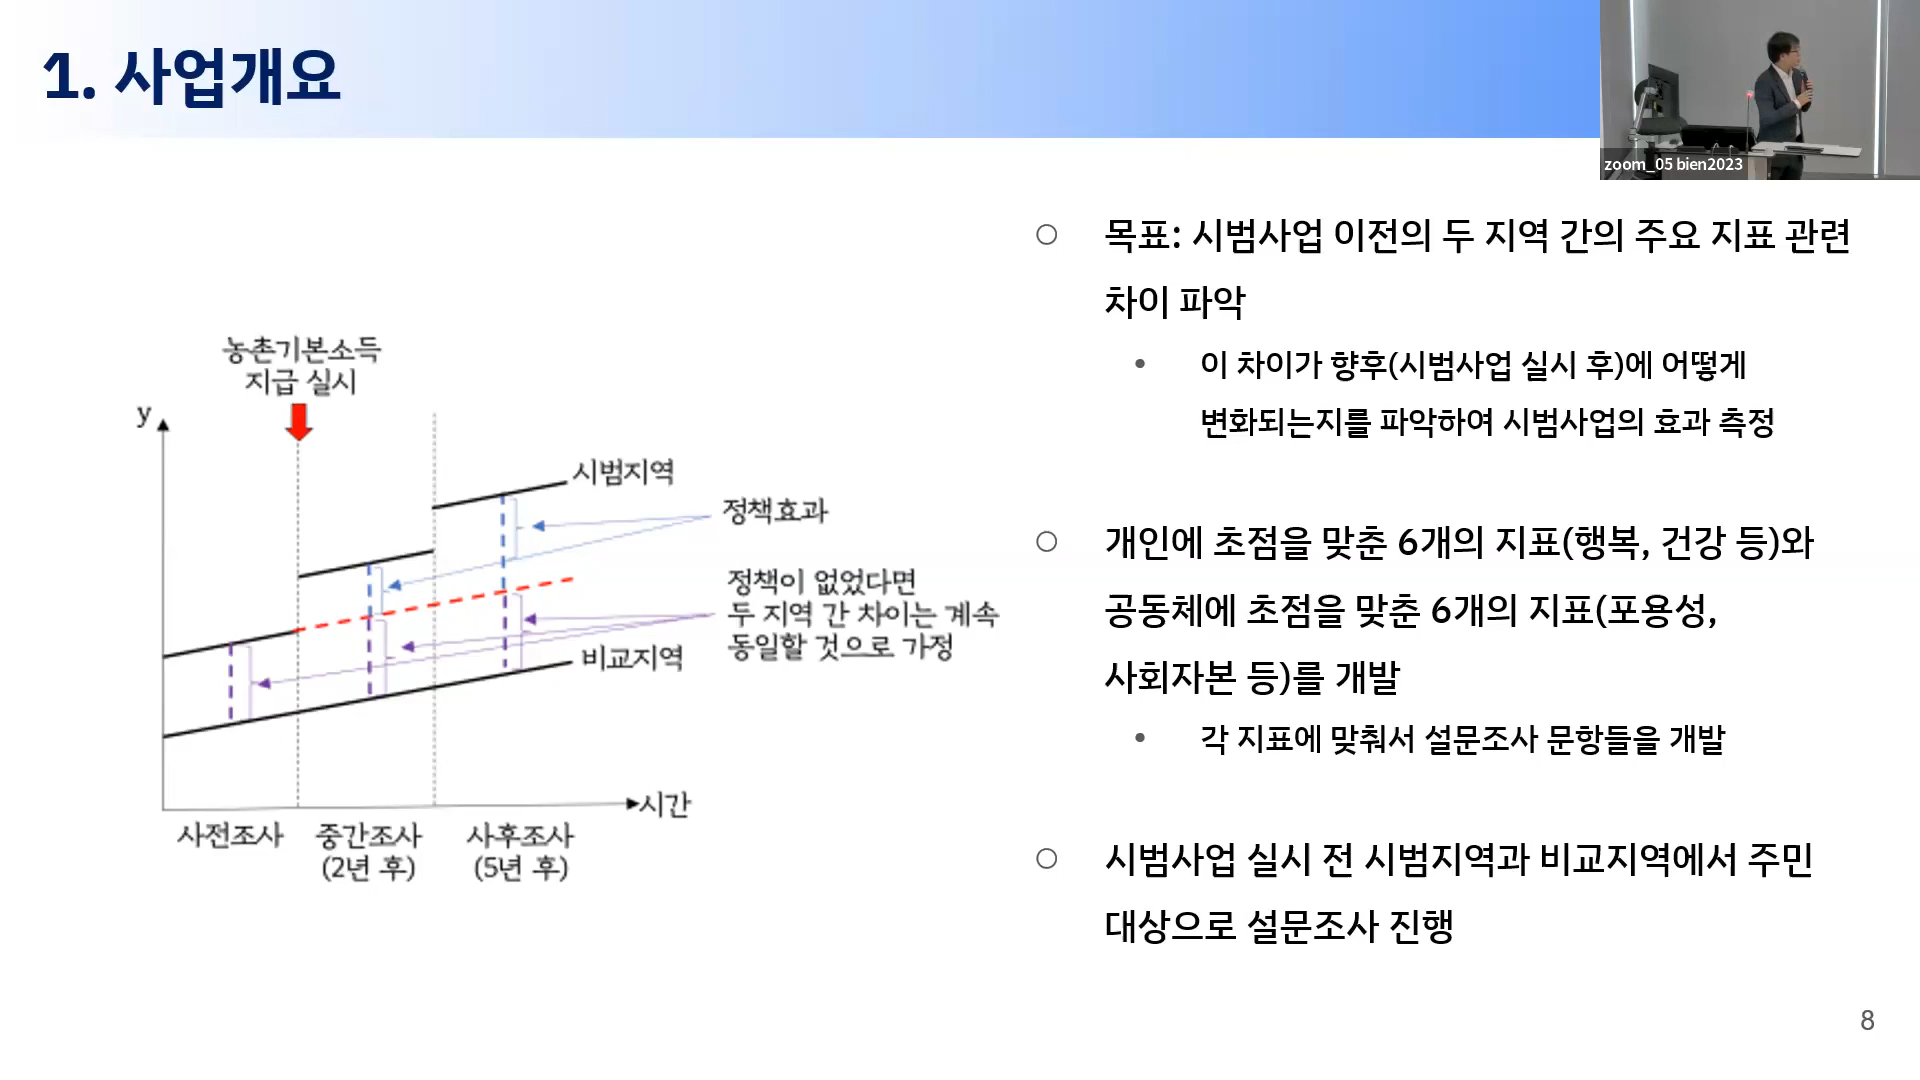 1. 사업개요
zoom_05 bien2023
농촌기본소득
지급 실시
y
시범지역
정책효과
정책이 없었다면
두 지역 간 차이는 계속
동일할 것으로 가정
비교지역
시간
사전조사
중간조사
(2년 후)
사후조사
(5년 후)
○ 목표: 시범사업 이전의 두 지역 간의 주요 지표 관련
차이 파악
• 이 차이가 향후(시범사업 실시 후)에 어떻게
변화되는지를 파악하여 시범사업의 효과 측정
○ 개인에 초점을 맞춘 6개의 지표(행복, 건강 등)와
공동체에 초점을 맞춘 6개의 지표(포용성,
사회자본 등)를 개발
• 각 지표에 맞춰서 설문조사 문항들을 개발
○ 시범사업 실시 전 시범지역과 비교지역에서 주민
대상으로 설문조사 진행
8